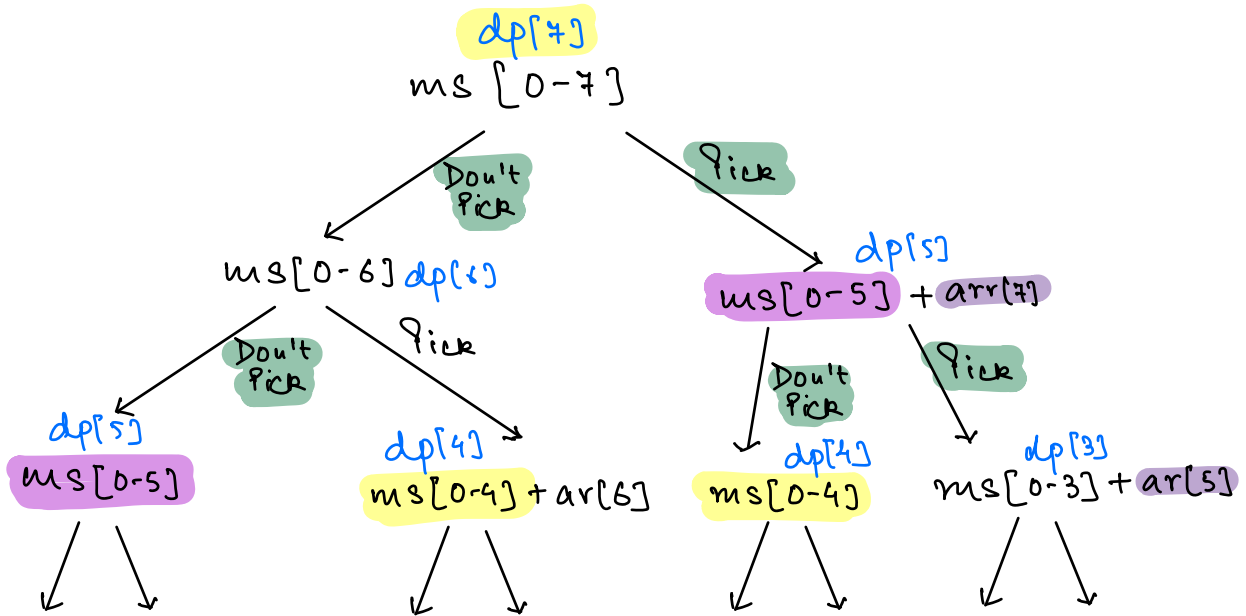 dp[7]
ms [0-7]
Don't
Pick
Pick
ms[0-6] dp[6]
dp[5]
ms[0-5] + arr[7]
Don't
Pick
Pick
Don't
Pick
Pick
dp[5]
ms[0-5]
dp[4]
ms[0-4] + ar[6]
dp[4]
ms[0-4]
dp[3]
ms[0-3] + ar[5]